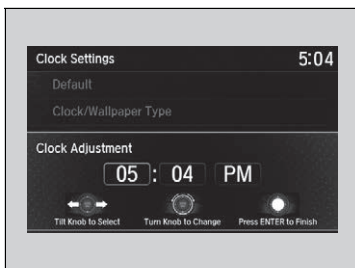 Clock Settings 5:04
Default
Clock/Wallpaper Type
Clock Adjustment
05 : 04 PM
Tilt Knob to Select Turn Knob to Change Press ENTER to Finish